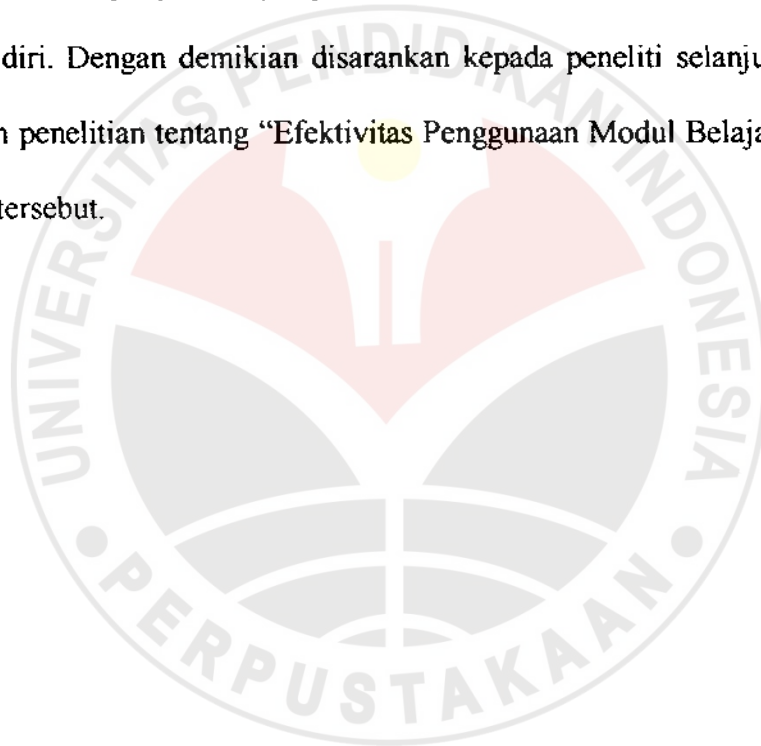 diri. Dengan demikian disarankan kepada peneliti selanju
penelitian tentang “Efektivitas Penggunaan Modul Belaja
tersebut.
UNIVERSITAS PENDIDIKAN INDONESIA
PERPUSTAKAAN